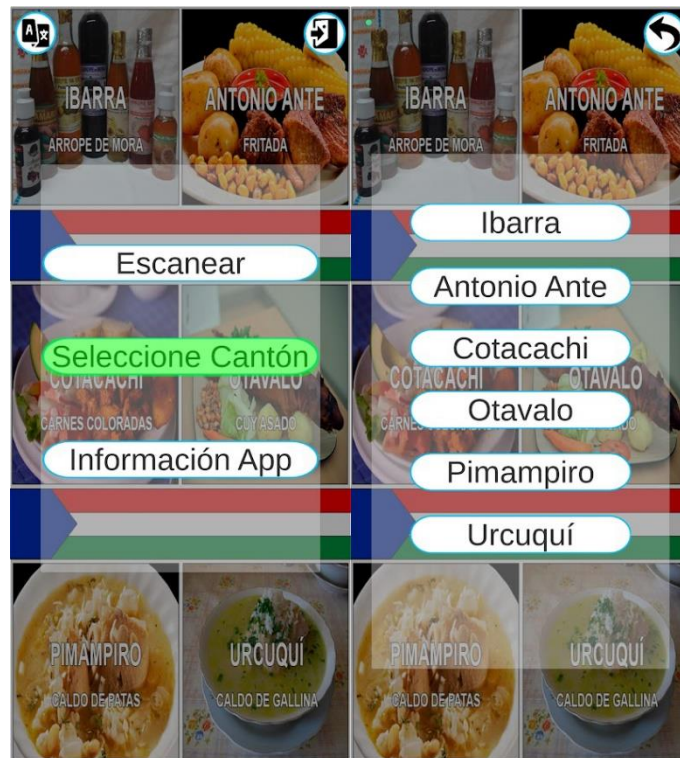 A
IBARRA
ARROPE DE MORA
ANTONIO ANTE
FRITADA
Escanear
Seleccione Cantón
COTACACHI
CARNES COLORADAS
OTAVALO
CUY ASADO
Información App
PIMAMPIRO
CALDO DE PATAS
URCUQUÍ
CALDO DE GALLINA
IBARRA
ARROPE DE MORA
ANTONIO ANTE
FRITADA
Ibarra
Antonio Ante
Cotacachi
COTACACHI
OTAVALO
Otavalo
Pimampiro
Urcuquí
PIMAMPIRO
CALDO DE PATAS
URCUQUÍ
CALDO DE GALLINA